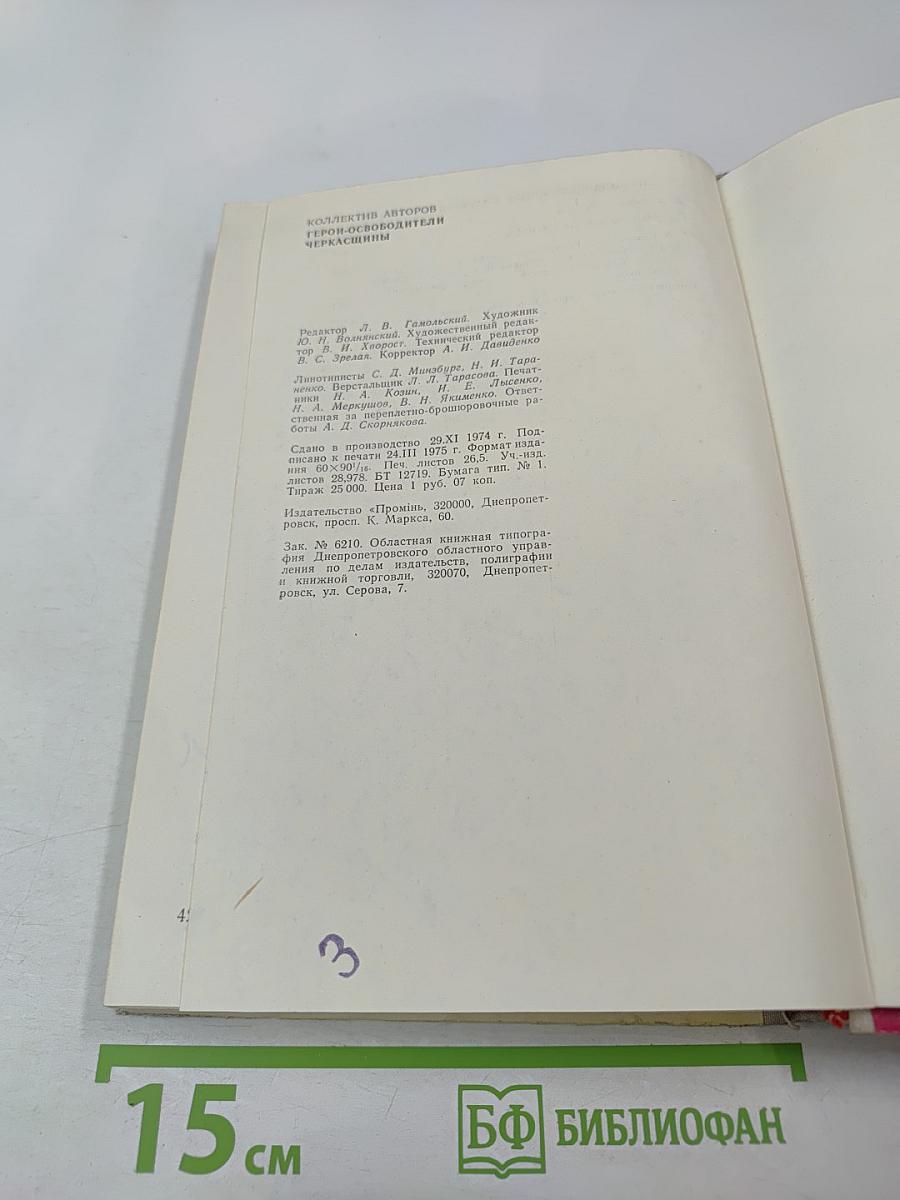 КОЛЛЕКТИВ АВТОРОВ
ГЕРОИ-ОСВОБОДИТЕЛИ
ЧЕРКАСЩИНЫ
Редактор Л. В. Гамольский. Художник
Ю. Н. Волнянский. Художественный редак-
тор В. И. Хворост. Технический редактор
В. С. Зрелая. Корректор А. И. Давиденко
Линотиписты С. Д. Минзбург, Н. И. Тара-
ненко. Верстальщик Л. Л. Тарасова. Печат-
ники Н. А. Козин, И. Е. Лысенко,
Н. А. Меркушов, В. Н. Якименко. Ответ-
ственная за переплетно-брошюровочные ра-
боты А. Д. Скорнякова.
Сдано в производство 29.XI 1974 г. Под-
писано к печати 24.III 1975 г. Формат изда-
ния 60×90¹/₁₆. Печ. листов 26,5. Уч.-изд.
листов 28,978. БТ 12719. Бумага тип. № 1.
Тираж 25 000. Цена 1 руб. 07 коп.
Издательство «Промінь, 320000, Днепропет-
ровск, просп. К. Маркса, 60.
Зак. № 6210. Областная книжная типогра-
фия Днепропетровского областного управ-
ления по делам издательств, полиграфии
и книжной торговли, 320070, Днепропет-
ровск, ул. Серова, 7.
3
15 см
БФ БИБЛИОФАН